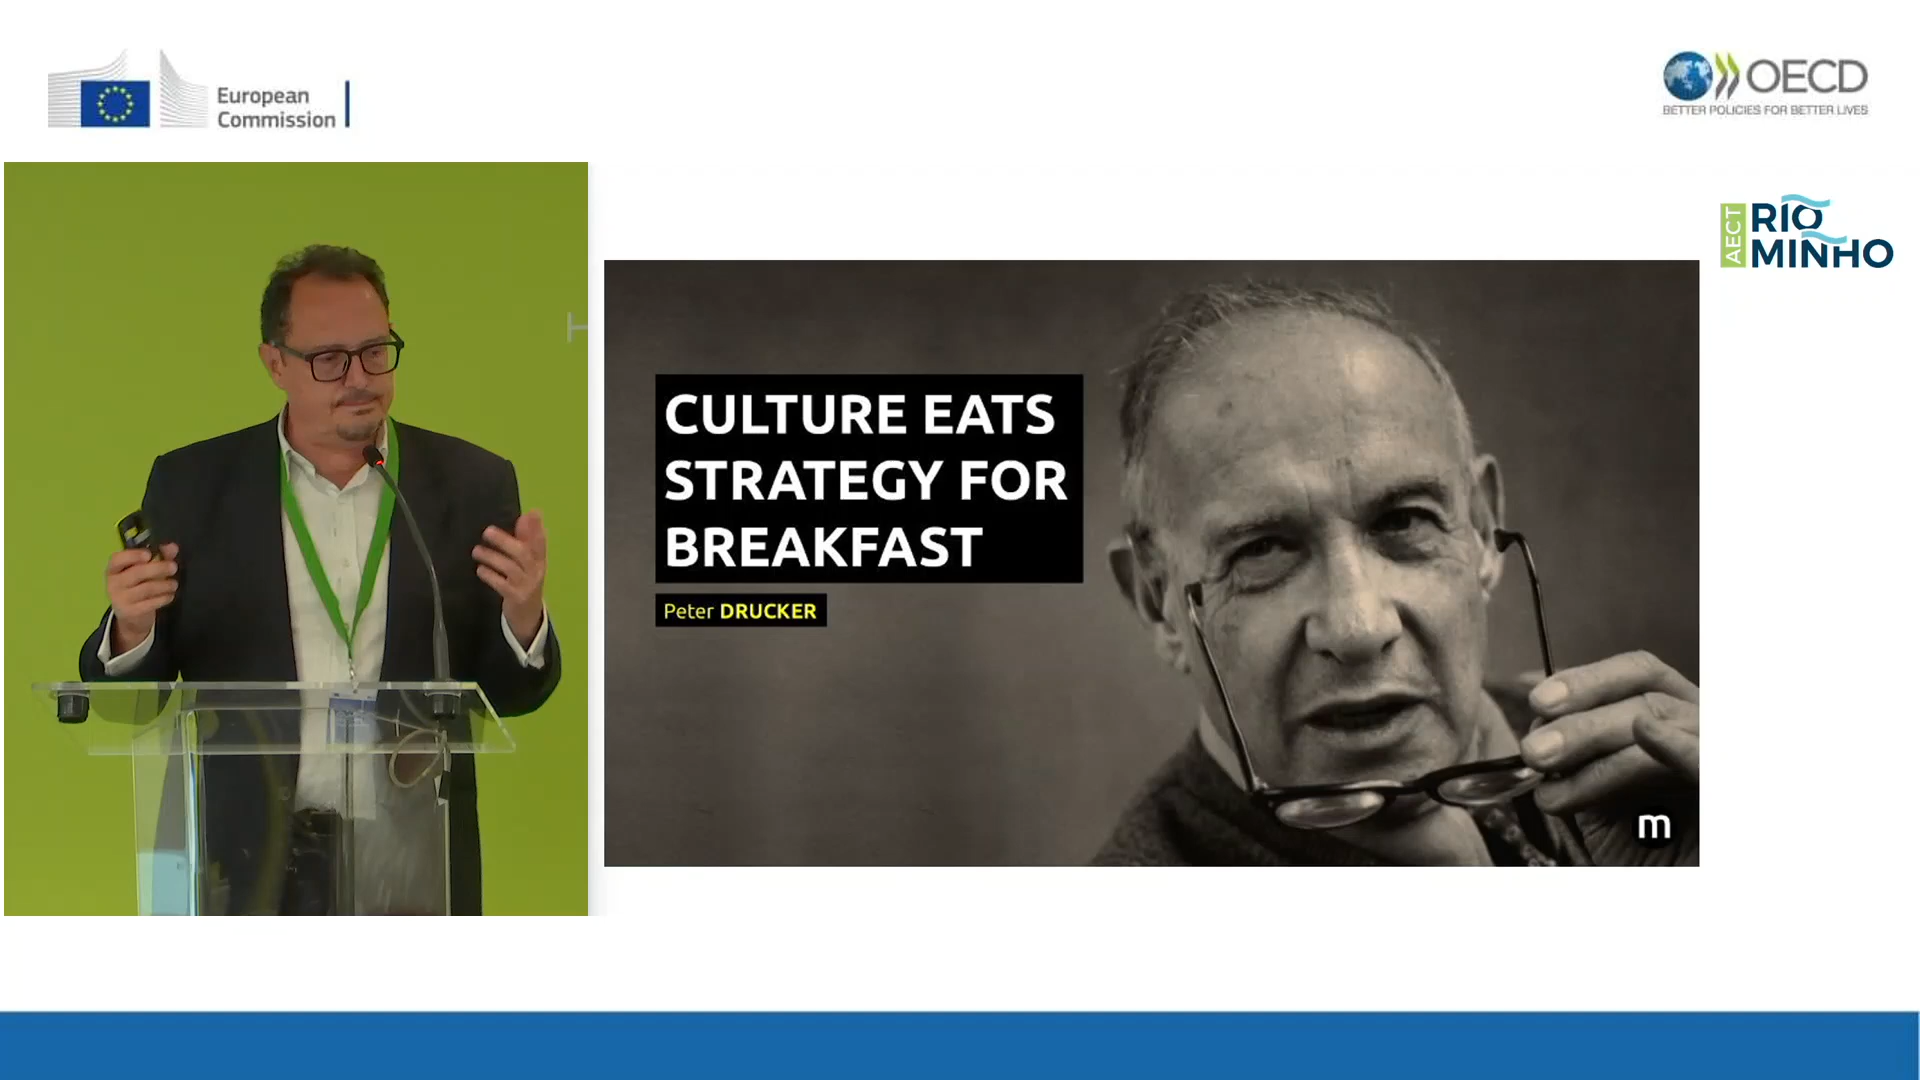 European
Commission
OECD
BETTER POLICIES FOR BETTER LIVES
AECT
RIO
MINHO
CULTURE EATS
STRATEGY FOR
BREAKFAST
Peter DRUCKER
m